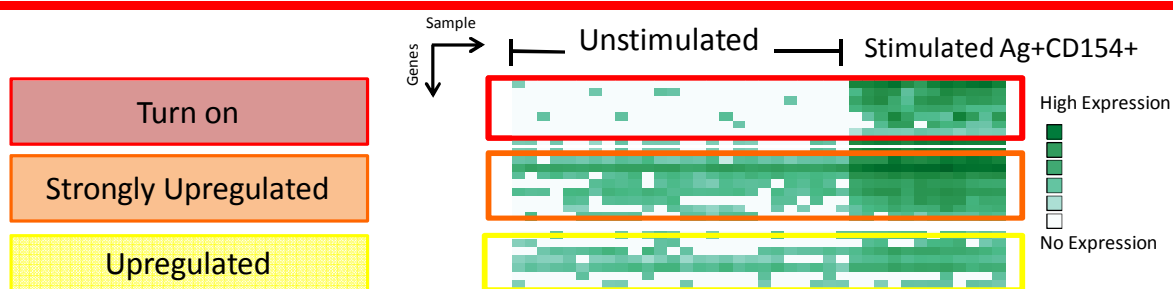 Sample
Genes
Unstimulated
Stimulated Ag+CD154+
Turn on
Strongly Upregulated
Upregulated
High Expression
No Expression